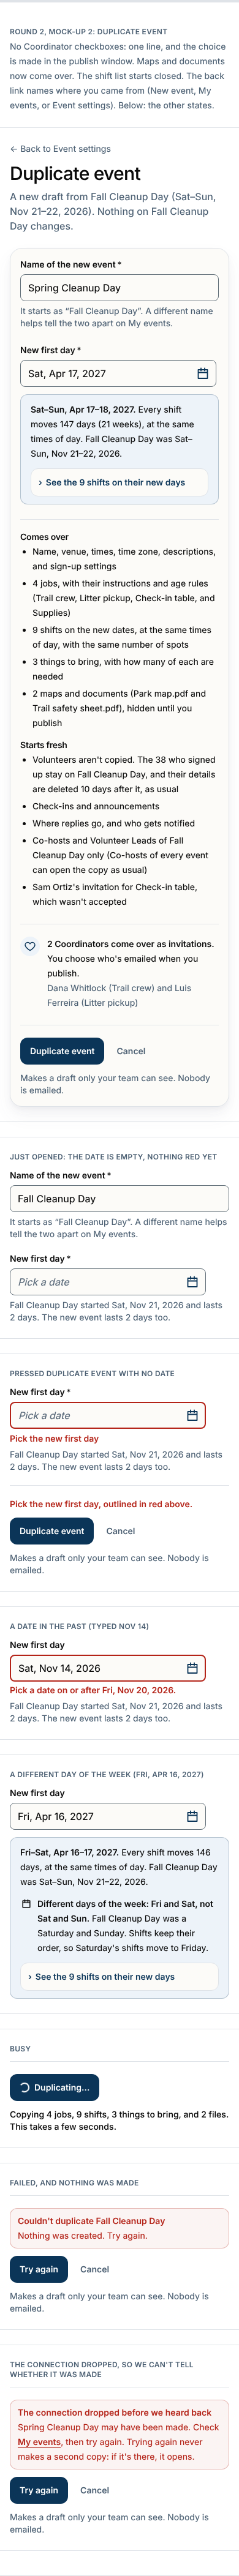 ROUND 2, MOCK-UP 2: DUPLICATE EVENT
No Coordinator checkboxes: one line, and the choice
is made in the publish window. Maps and documents
now come over. The shift list starts closed. The back
link names where you came from (New event, My
events, or Event settings). Below: the other states.
← Back to Event settings
Duplicate event
A new draft from Fall Cleanup Day (Sat–Sun,
Nov 21–22, 2026). Nothing on Fall Cleanup
Day changes.
Name of the new event *
Spring Cleanup Day
It starts as “Fall Cleanup Day”. A different name
helps tell the two apart on My events.
New first day *
Sat, Apr 17, 2027
Sat–Sun, Apr 17–18, 2027. Every shift
moves 147 days (21 weeks), at the same
times of day. Fall Cleanup Day was Sat–
Sun, Nov 21–22, 2026.
› See the 9 shifts on their new days
Comes over
• Name, venue, times, time zone, descriptions,
and sign-up settings
• 4 jobs, with their instructions and age rules
(Trail crew, Litter pickup, Check-in table, and
Supplies)
• 9 shifts on the new dates, at the same times
of day, with the same number of spots
• 3 things to bring, with how many of each are
needed
• 2 maps and documents (Park map.pdf and
Trail safety sheet.pdf), hidden until you
publish
Starts fresh
• Volunteers aren't copied. The 38 who signed
up stay on Fall Cleanup Day, and their details
are deleted 10 days after it, as usual
• Check-ins and announcements
• Where replies go, and who gets notified
• Co-hosts and Volunteer Leads of Fall
Cleanup Day only (Co-hosts of every event
can open the copy as usual)
• Sam Ortiz's invitation for Check-in table,
which wasn't accepted
2 Coordinators come over as invitations.
You choose who's emailed when you
publish.
Dana Whitlock (Trail crew) and Luis
Ferreira (Litter pickup)
Duplicate event Cancel
Makes a draft only your team can see. Nobody
is emailed.
JUST OPENED: THE DATE IS EMPTY, NOTHING RED YET
Name of the new event *
Fall Cleanup Day
It starts as “Fall Cleanup Day”. A different name helps
tell the two apart on My events.
New first day *
Pick a date
Fall Cleanup Day started Sat, Nov 21, 2026 and lasts
2 days. The new event lasts 2 days too.
PRESSED DUPLICATE EVENT WITH NO DATE
New first day *
Pick a date
Pick the new first day
Fall Cleanup Day started Sat, Nov 21, 2026 and lasts
2 days. The new event lasts 2 days too.
Pick the new first day, outlined in red above.
Duplicate event Cancel
Makes a draft only your team can see. Nobody is
emailed.
A DATE IN THE PAST (TYPED NOV 14)
New first day
Sat, Nov 14, 2026
Pick a date on or after Fri, Nov 20, 2026.
Fall Cleanup Day started Sat, Nov 21, 2026 and lasts
2 days. The new event lasts 2 days too.
A DIFFERENT DAY OF THE WEEK (FRI, APR 16, 2027)
New first day
Fri, Apr 16, 2027
Fri–Sat, Apr 16–17, 2027. Every shift moves 146
days, at the same times of day. Fall Cleanup Day
was Sat–Sun, Nov 21–22, 2026.
Different days of the week: Fri and Sat, not
Sat and Sun. Fall Cleanup Day was a
Saturday and Sunday. Shifts keep their
order, so Saturday's shifts move to Friday.
› See the 9 shifts on their new days
BUSY
Duplicating…
Copying 4 jobs, 9 shifts, 3 things to bring, and 2 files.
This takes a few seconds.
FAILED, AND NOTHING WAS MADE
Couldn't duplicate Fall Cleanup Day
Nothing was created. Try again.
Try again Cancel
Makes a draft only your team can see. Nobody is
emailed.
THE CONNECTION DROPPED, SO WE CAN'T TELL
WHETHER IT WAS MADE
The connection dropped before we heard back
Spring Cleanup Day may have been made. Check
My events, then try again. Trying again never
makes a second copy: if it's there, it opens.
Try again Cancel
Makes a draft only your team can see. Nobody is
emailed.